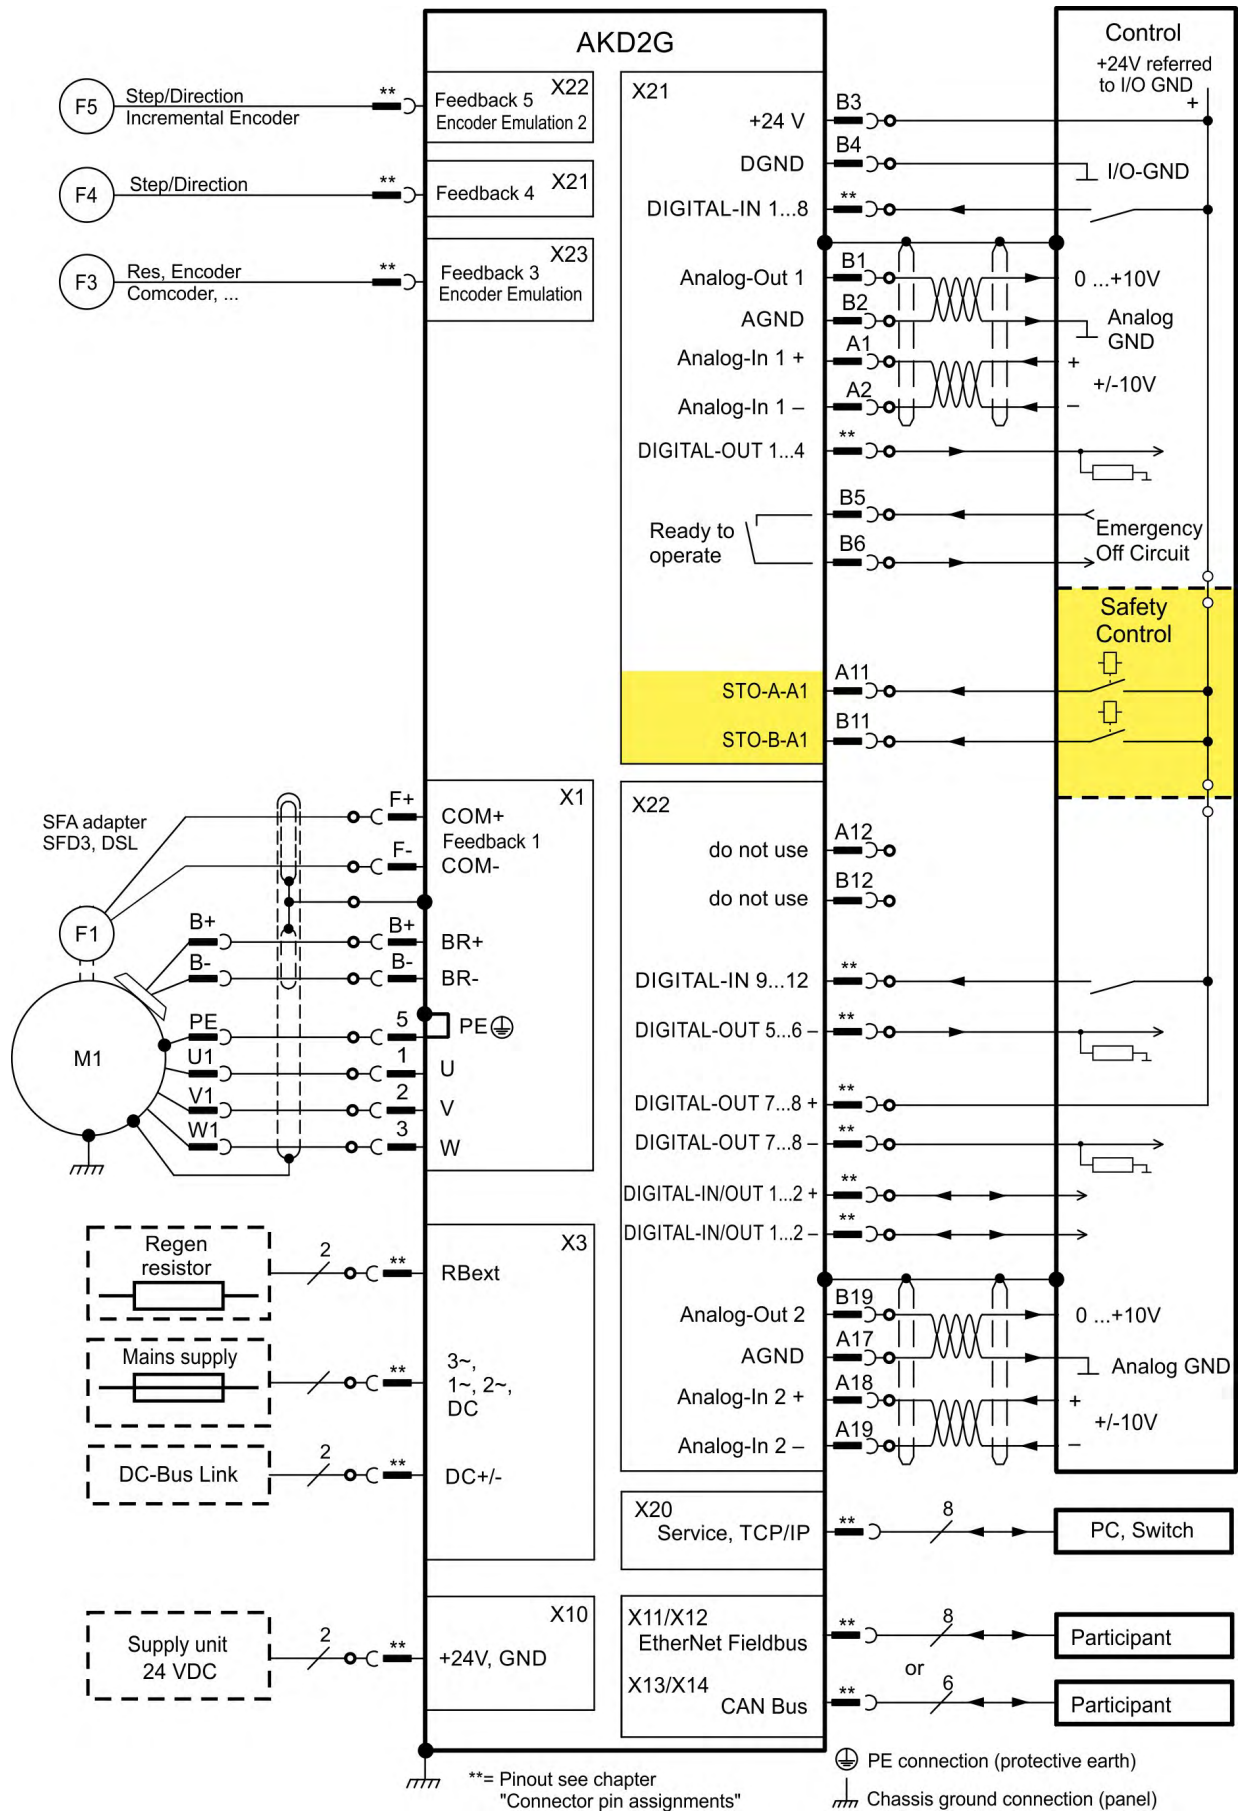 AKD2G
F5
Step/Direction
Incremental Encoder
**
X22
Feedback 5
Encoder Emulation 2
F4
Step/Direction
**
X21
Feedback 4
F3
Res, Encoder
Comcoder, ...
**
X23
Feedback 3
Encoder Emulation
SFA adapter
SFD3, DSL
F1
M1
B+
B-
PE
U1
V1
W1
F+
F-
B+
B-
5
1
2
3
X1
COM+
Feedback 1
COM-
BR+
BR-
PE
U
V
W
Regen
resistor
2
**
X3
RBext
Mains supply
**
3~,
1~, 2~,
DC
DC-Bus Link
2
**
DC+/-
Supply unit
24 VDC
2
**
X10
+24V, GND
X21
+24 V
B3
DGND
B4
DIGITAL-IN 1...8
**
Analog-Out 1
B1
AGND
B2
Analog-In 1 +
A1
Analog-In 1 –
A2
DIGITAL-OUT 1...4
**
Ready to
operate
B5
B6
STO-A-A1
A11
STO-B-A1
B11
X22
do not use
A12
do not use
B12
DIGITAL-IN 9...12
**
DIGITAL-OUT 5...6 –
**
DIGITAL-OUT 7...8 +
**
DIGITAL-OUT 7...8 –
**
DIGITAL-IN/OUT 1...2 +
**
DIGITAL-IN/OUT 1...2 –
**
Analog-Out 2
B19
AGND
A17
Analog-In 2 +
A18
Analog-In 2 –
A19
X20
Service, TCP/IP
**
8
PC, Switch
X11/X12
EtherNet Fieldbus
**
8
Participant
or
X13/X14
CAN Bus
**
6
Participant
Control
+24V referred
to I/O GND
+
I/O-GND
0 ...+10V
Analog
GND
+
+/-10V
–
Emergency
Off Circuit
Safety
Control
0 ...+10V
Analog GND
+
+/-10V
–
**= Pinout see chapter
"Connector pin assignments"
PE connection (protective earth)
Chassis ground connection (panel)